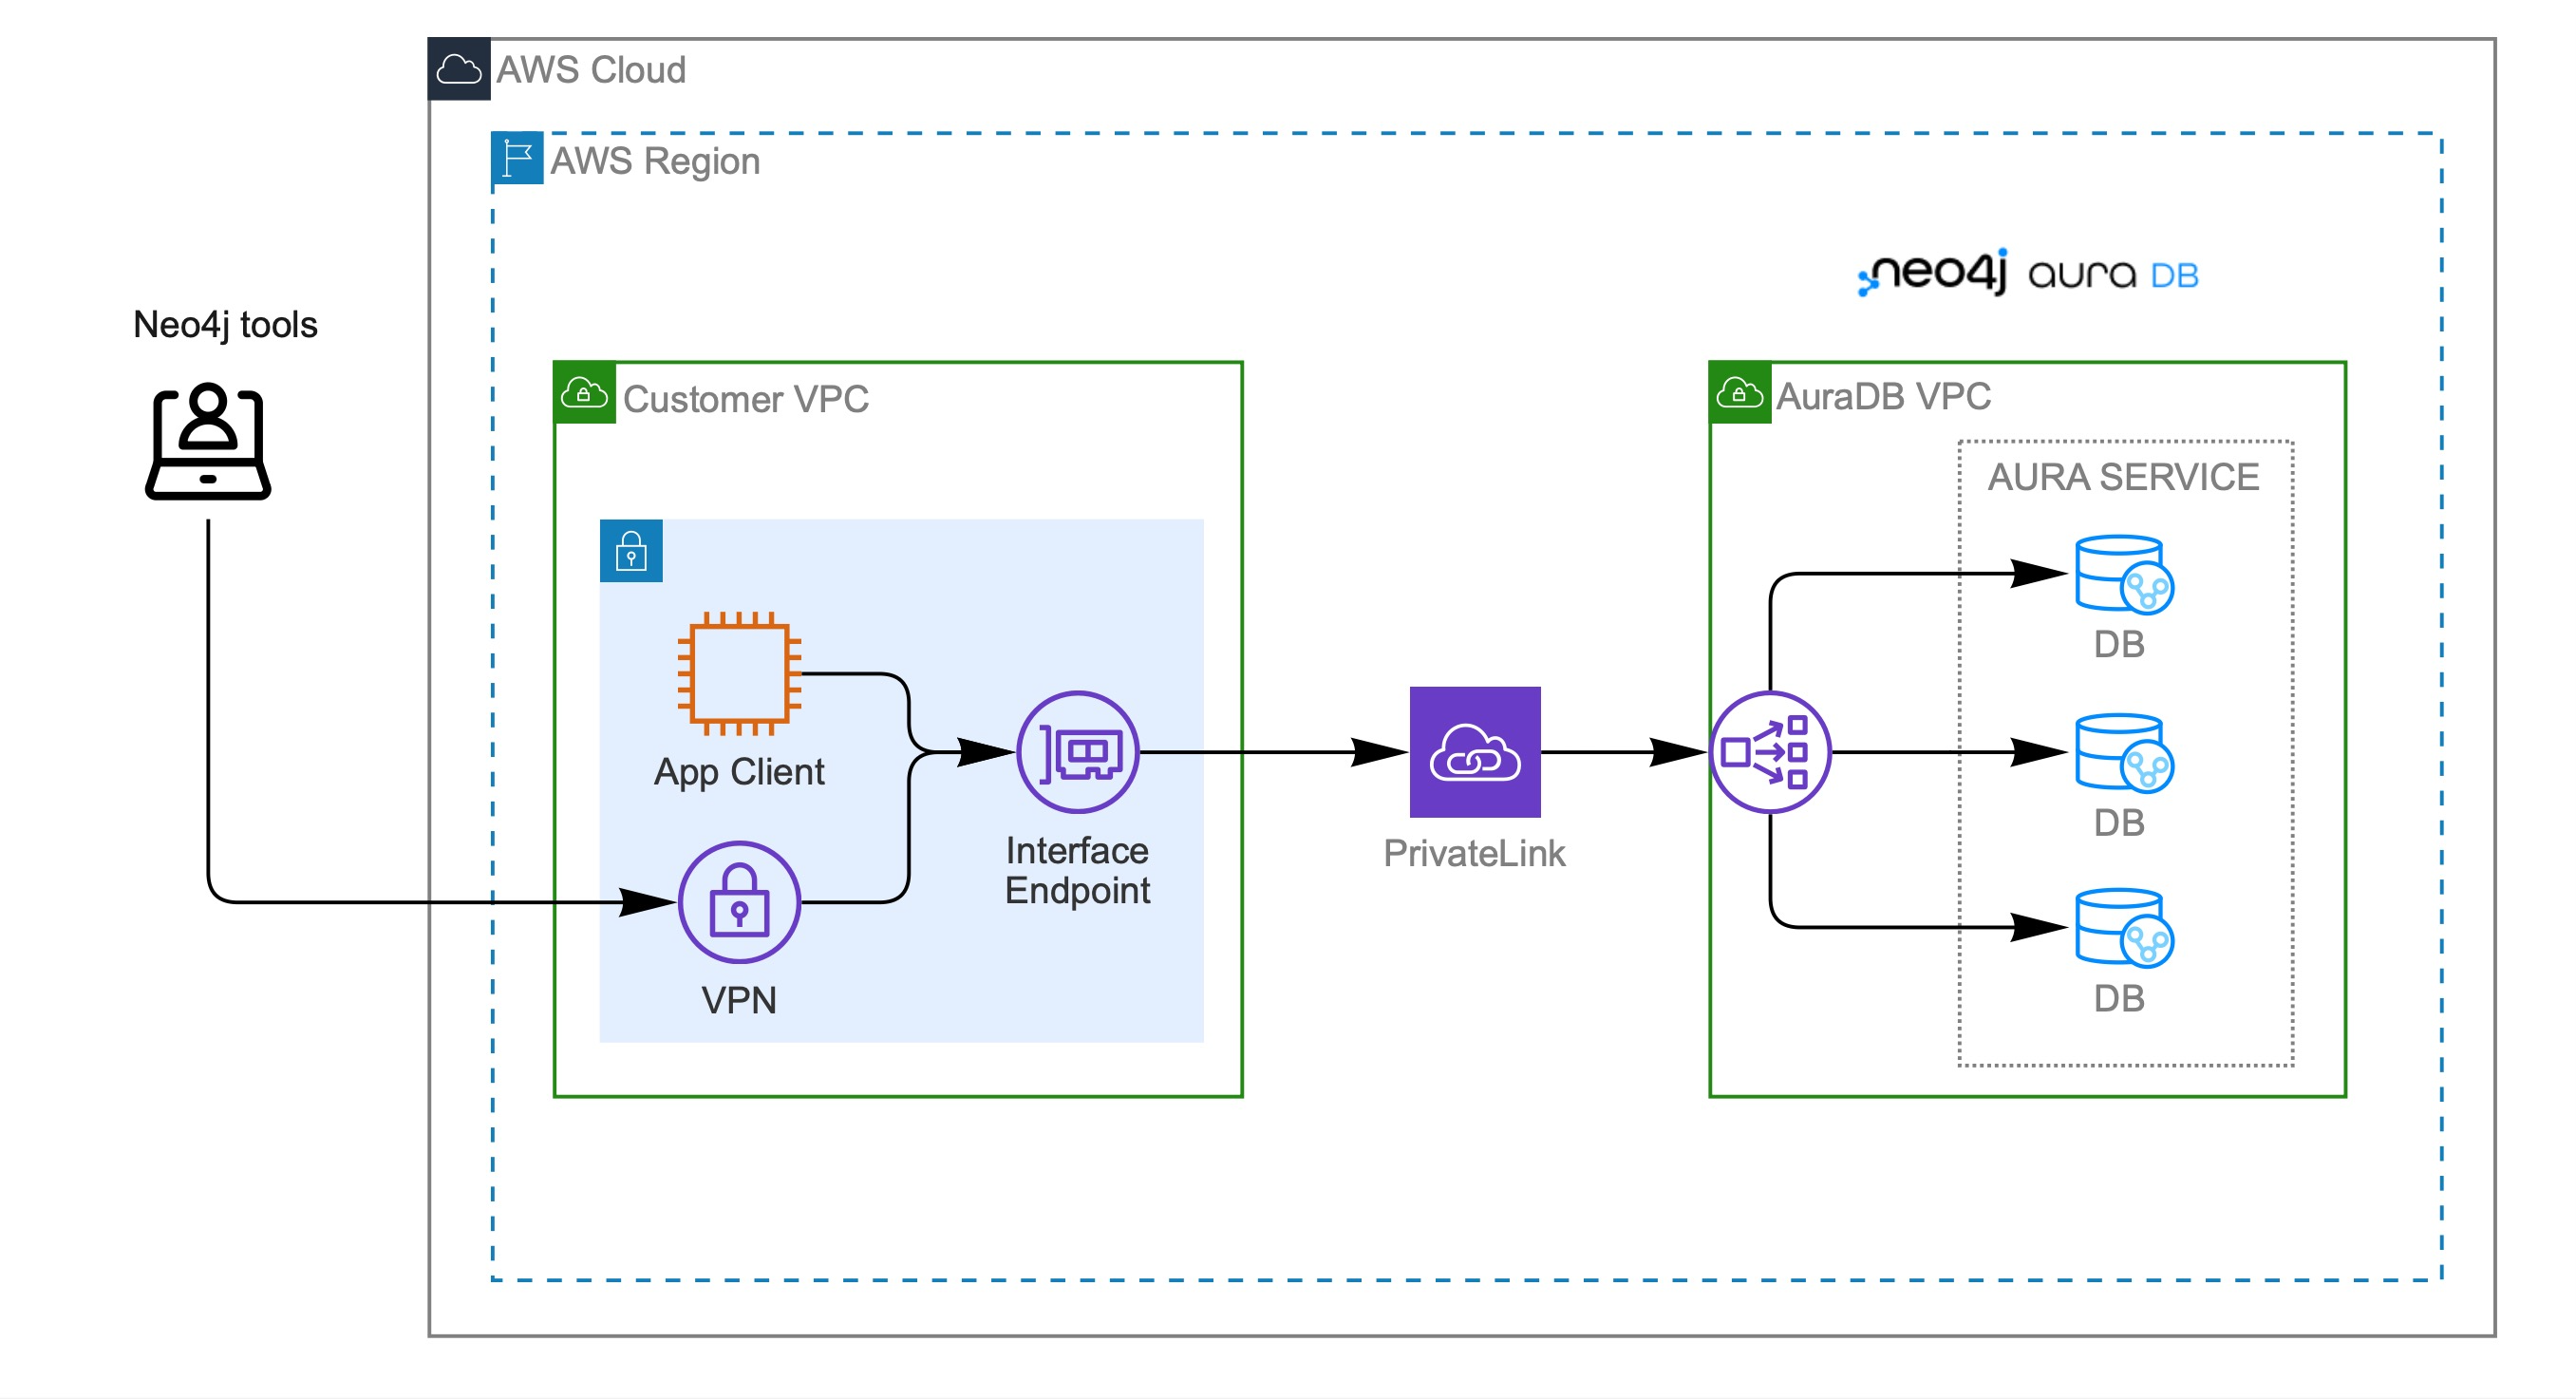 AWS Cloud
AWS Region
neo4j aura DB
Neo4j tools
Customer VPC
AuraDB VPC
AURA SERVICE
DB
App Client
DB
Interface
Endpoint
PrivateLink
VPN
DB